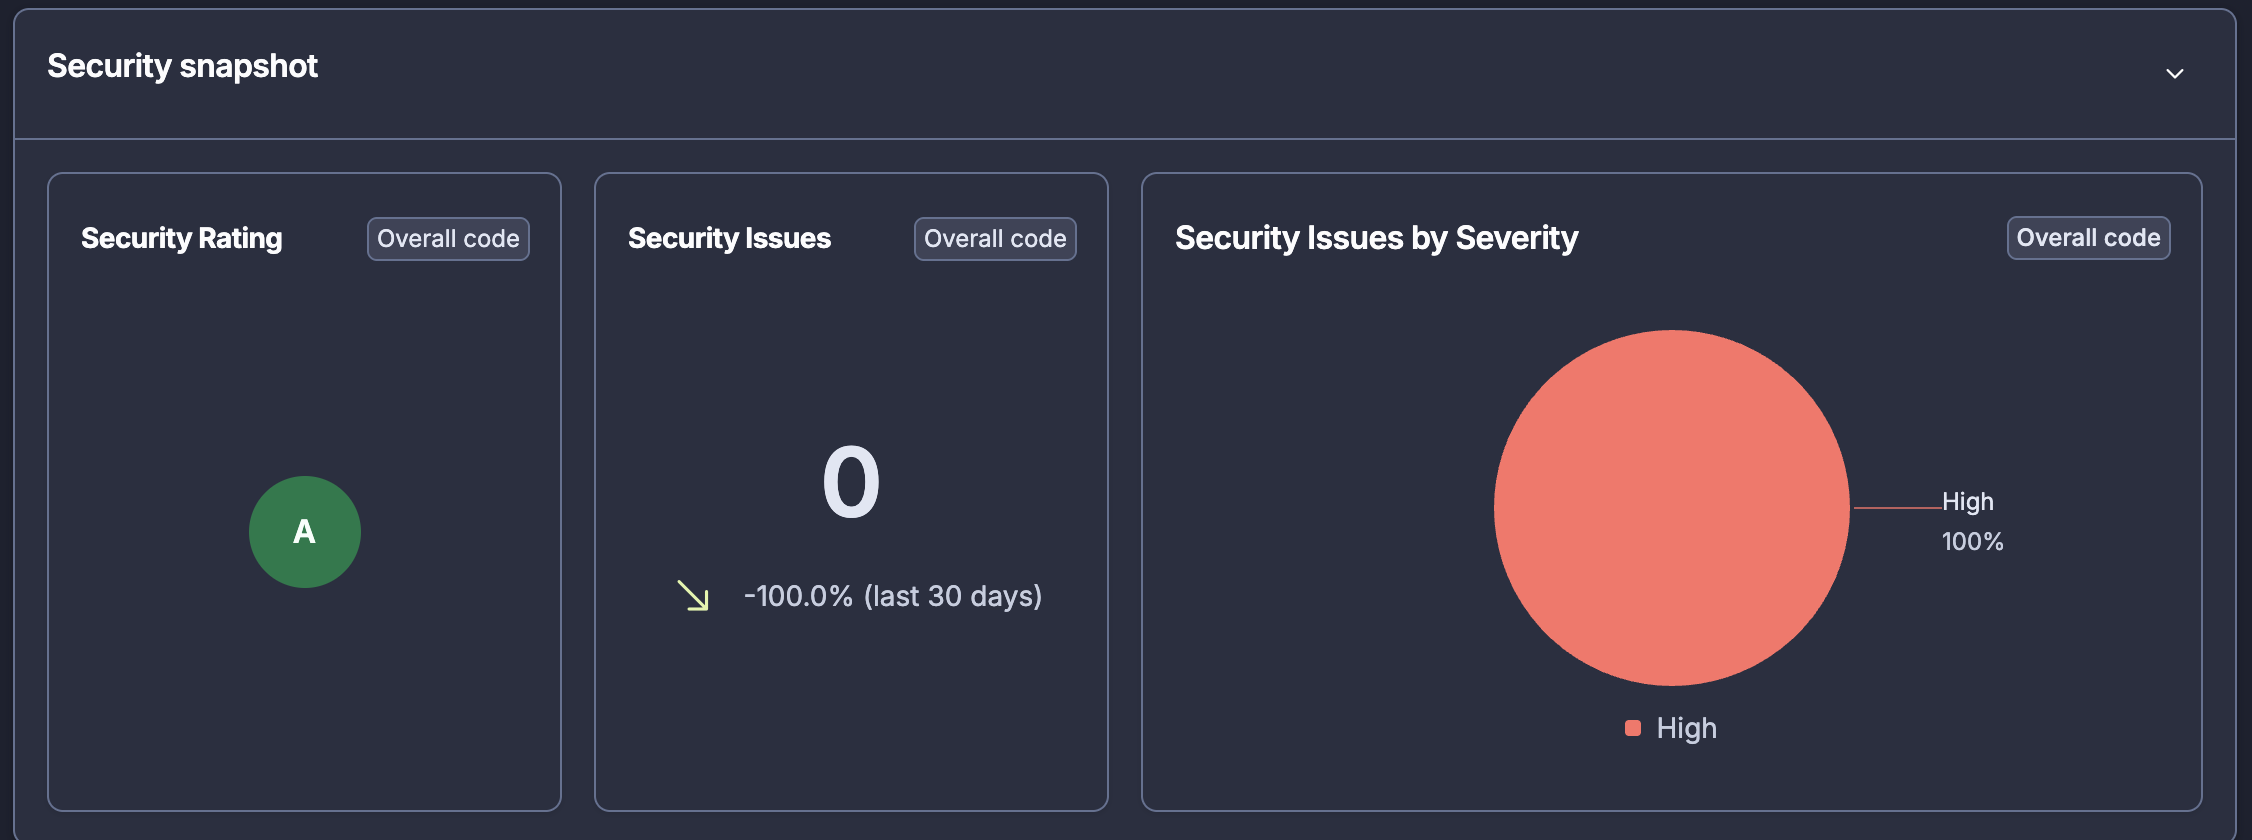 Security snapshot
Security Rating
Overall code
A
Security Issues
Overall code
0
-100.0% (last 30 days)
Security Issues by Severity
Overall code
High
100%
High